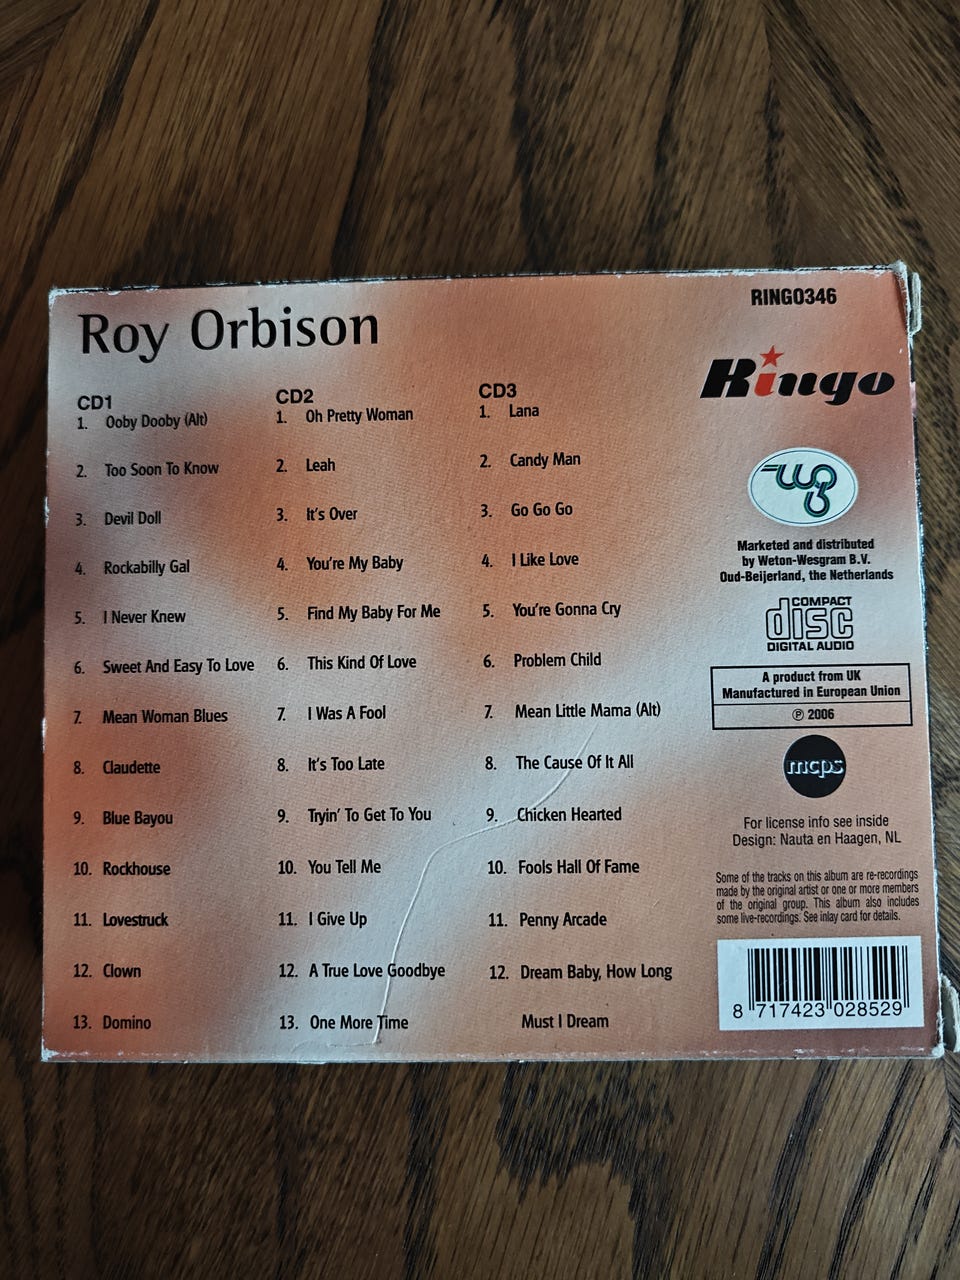 Roy Orbison
CD1
1. Ooby Dooby (Alt)
2. Too Soon To Know
3. Devil Doll
4. Rockabilly Gal
5. I Never Knew
6. Sweet And Easy To Love
7. Mean Woman Blues
8. Claudette
9. Blue Bayou
10. Rockhouse
11. Lovestruck
12. Clown
13. Domino
CD2
1. Oh Pretty Woman
2. Leah
3. It's Over
4. You're My Baby
5. Find My Baby For Me
6. This Kind Of Love
7. I Was A Fool
8. It's Too Late
9. Tryin' To Get To You
10. You Tell Me
11. I Give Up
12. A True Love Goodbye
13. One More Time
CD3
1. Lana
2. Candy Man
3. Go Go Go
4. I Like Love
5. You're Gonna Cry
6. Problem Child
7. Mean Little Mama (Alt)
8. The Cause Of It All
9. Chicken Hearted
10. Fools Hall Of Fame
11. Penny Arcade
12. Dream Baby, How Long
Must I Dream
RINGO346
Ringo
WG
Marketed and distributed
by Weton-Wesgram B.V.
Oud-Beijerland, the Netherlands
COMPACT
disc
DIGITAL AUDIO
A product from UK
Manufactured in European Union
℗ 2006
mcps
For license info see inside
Design: Nauta en Haagen, NL
Some of the tracks on this album are re-recordings
made by the original artist or one or more members
of the original group. This album also includes
some live-recordings. See inlay card for details.
8 717423 028529